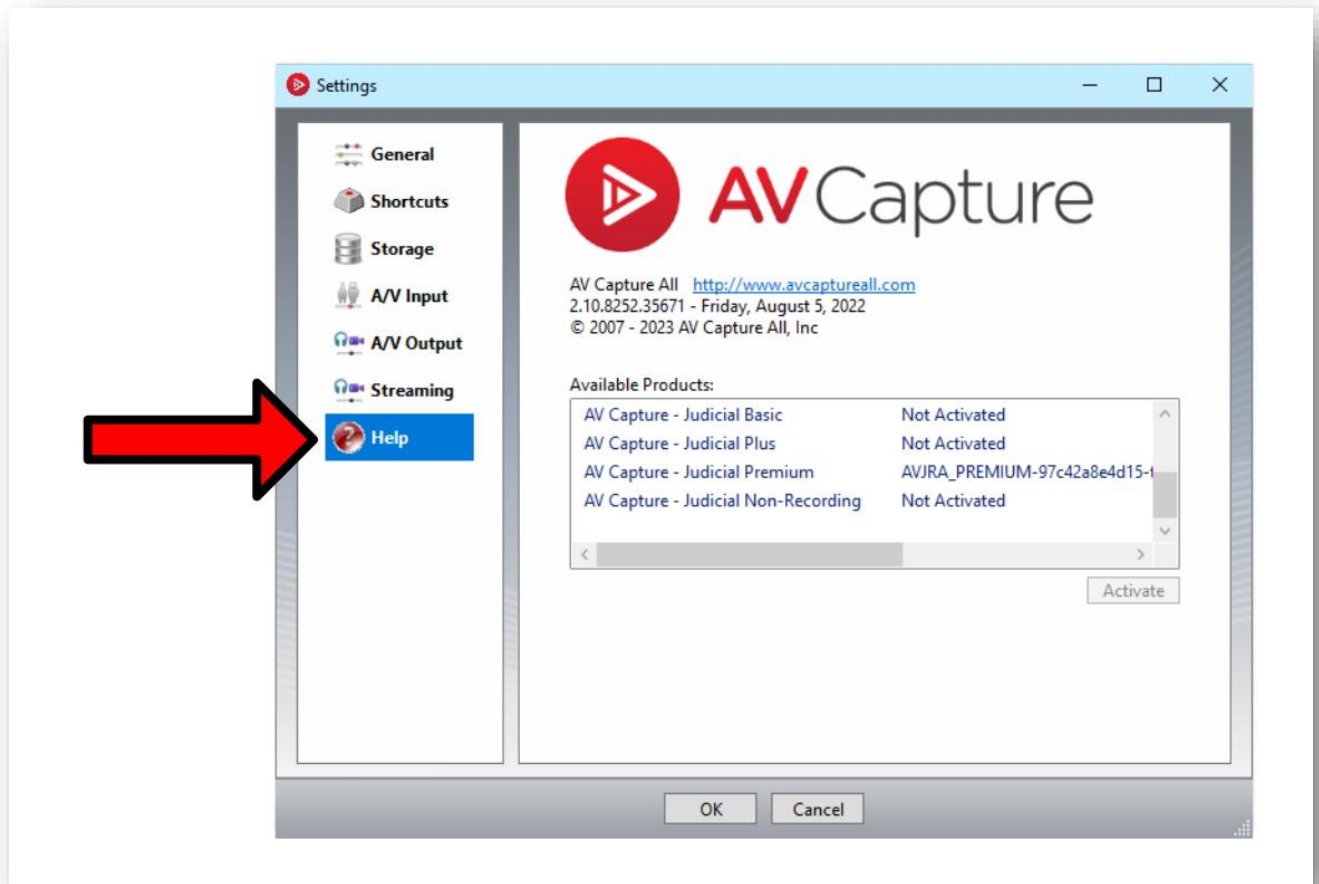 Settings
General
Shortcuts
Storage
A/V Input
A/V Output
Streaming
Help
AVCapture
AV Capture All http://www.avcaptureall.com
2.10.8252.35671 - Friday, August 5, 2022
© 2007 - 2023 AV Capture All, Inc
Available Products:
AV Capture - Judicial Basic Not Activated
AV Capture - Judicial Plus Not Activated
AV Capture - Judicial Premium AVJRA_PREMIUM-97c42a8e4d15-
AV Capture - Judicial Non-Recording Not Activated
Activate
OK Cancel